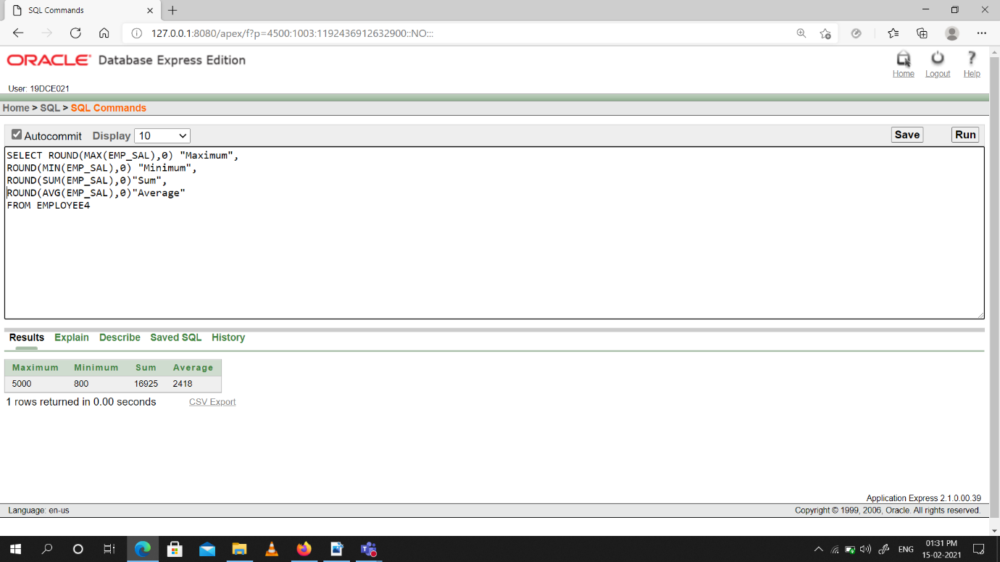 SQL Commands
127.0.0.1:8080/apex/f?p=4500:1003:1192436912632900::NO:::
ORACLE Database Express Edition
Home Logout Help
User: 19DCE021
Home > SQL > SQL Commands
Autocommit Display 10 Save Run
SELECT ROUND(MAX(EMP_SAL),0) "Maximum",
ROUND(MIN(EMP_SAL),0) "Minimum",
ROUND(SUM(EMP_SAL),0)"Sum",
ROUND(AVG(EMP_SAL),0)"Average"
FROM EMPLOYEE4
Results Explain Describe Saved SQL History
Maximum Minimum Sum Average
5000 800 16925 2418
1 rows returned in 0.00 seconds CSV Export
Application Express 2.1.0.00.39
Language: en-us Copyright © 1999, 2006, Oracle. All rights reserved.
ENG 01:31 PM
15-02-2021